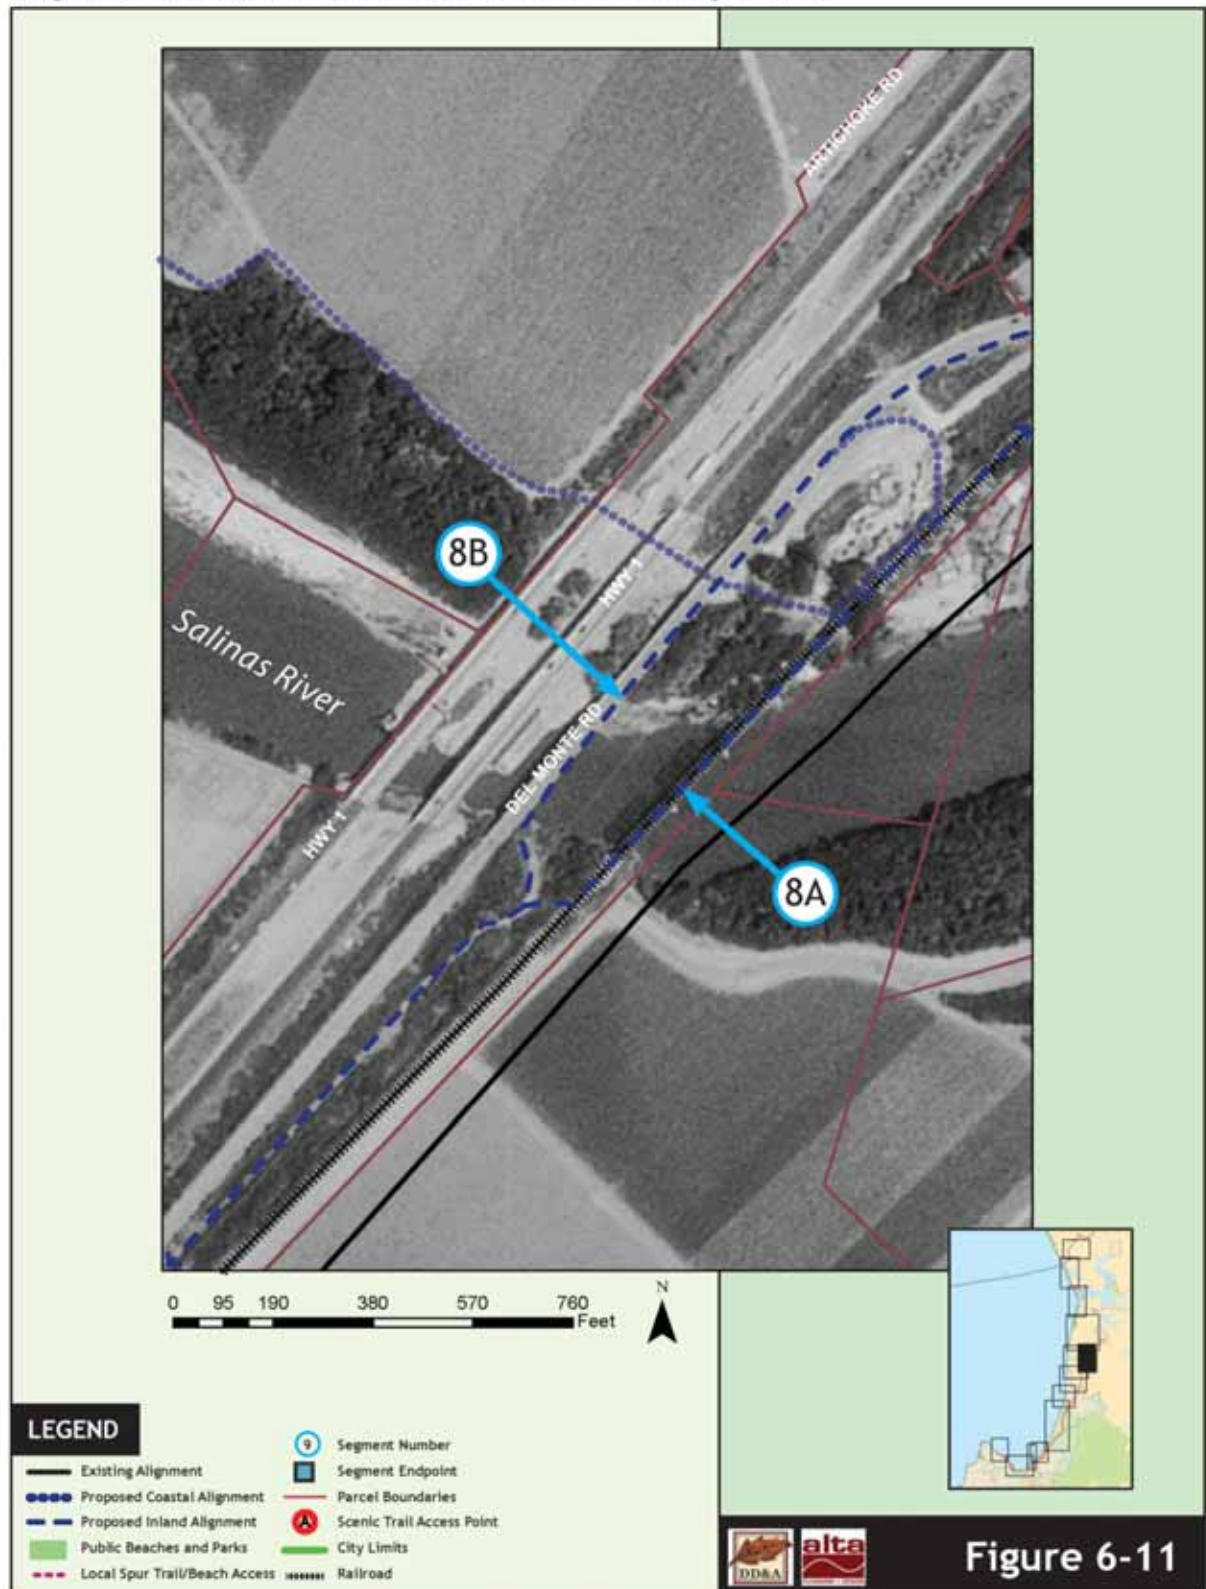 ARTICHOKE RD
8B
HWY 1
Salinas River
DEL MONTE RD
HWY 1
8A
0 95 190 380 570 760
Feet
N
LEGEND
9 Segment Number
Existing Alignment
Segment Endpoint
Proposed Coastal Alignment
Parcel Boundaries
Proposed Inland Alignment
A Scenic Trail Access Point
Public Beaches and Parks
City Limits
Local Spur Trail/Beach Access
Railroad
DD&A
alta
Figure 6-11